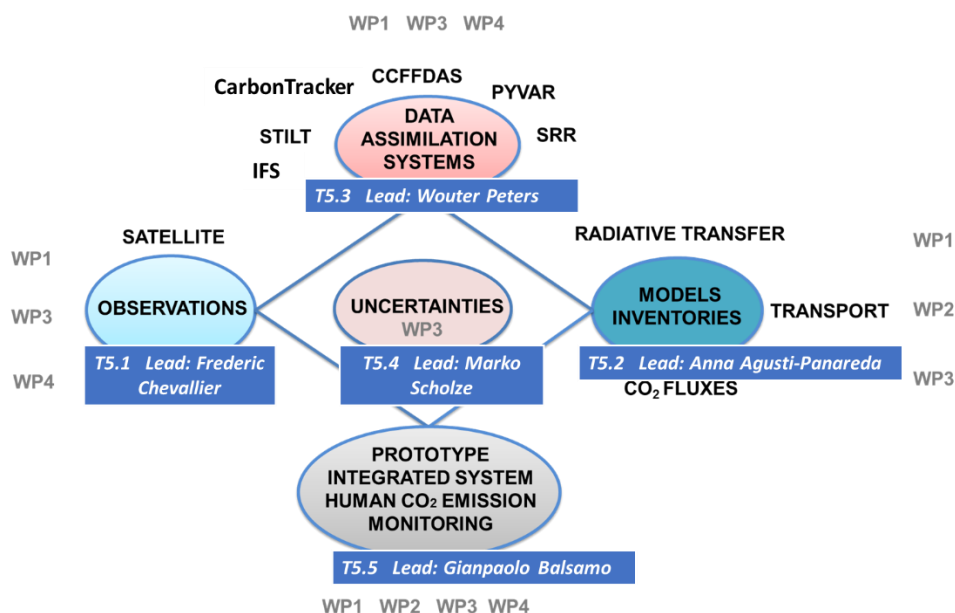 WP1 WP3 WP4
CCFFDAS
CarbonTracker
PYVAR
DATA
ASSIMILATION
SYSTEMS
STILT
SRR
IFS
T5.3 Lead: Wouter Peters
SATELLITE
RADIATIVE TRANSFER
WP1
WP3
WP4
OBSERVATIONS
T5.1 Lead: Frederic
Chevallier
UNCERTAINTIES
WP3
T5.4 Lead: Marko
Scholze
MODELS
INVENTORIES
TRANSPORT
T5.2 Lead: Anna Agusti-Panareda
CO₂ FLUXES
WP1
WP2
WP3
PROTOTYPE
INTEGRATED SYSTEM
HUMAN CO₂ EMISSION
MONITORING
T5.5 Lead: Gianpaolo Balsamo
WP1 WP2 WP3 WP4